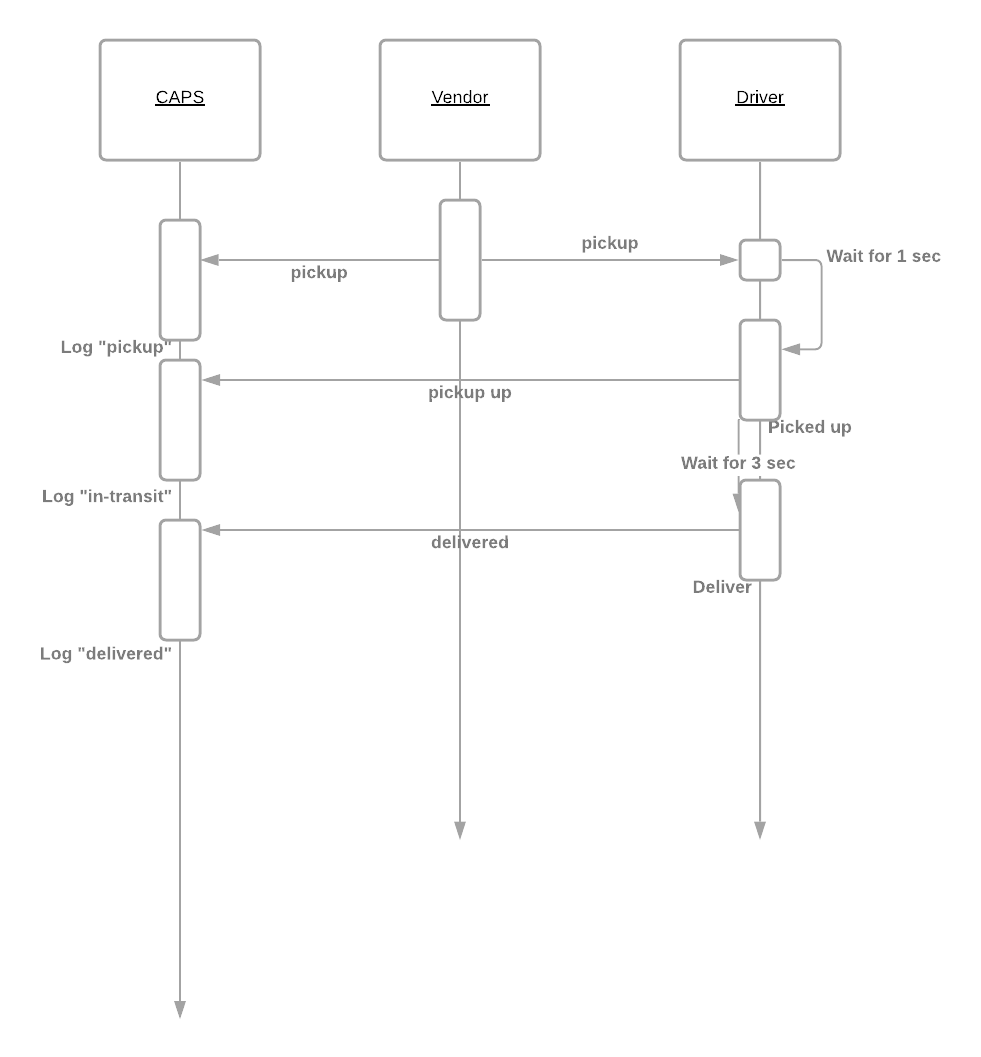 CAPS
Vendor
Driver
pickup
Wait for 1 sec
pickup
Log "pickup"
pickup up
Picked up
Wait for 3 sec
Log "in-transit"
delivered
Deliver
Log "delivered"